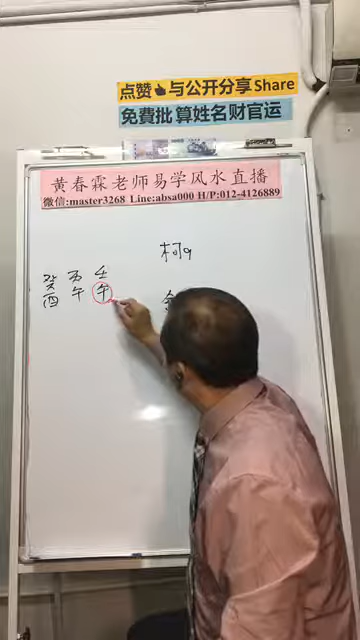 点赞👍与公开分享Share
免費批 算姓名财官运
黄春霖老师易学风水直播
微信:master3268 Line:absa000 H/P:012-4126889
柯9
癸 丙 壬
酉 午 午